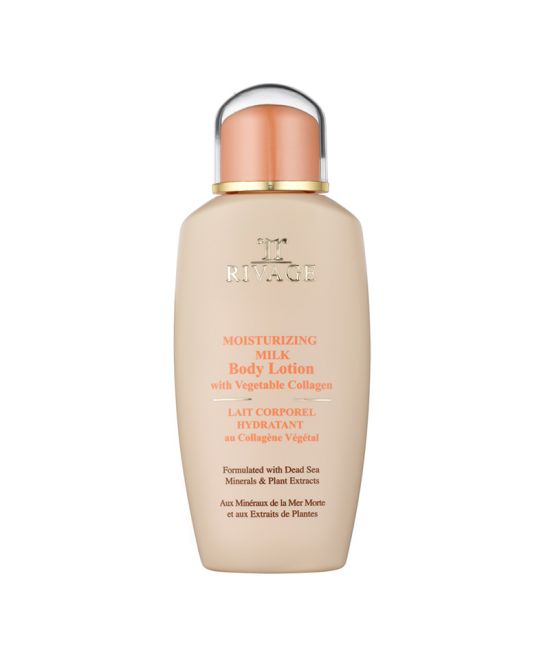 RIVAGE
MOISTURIZING
MILK
Body Lotion
with Vegetable Collagen
LAIT CORPOREL
HYDRATANT
au Collagène Végétal
Formulated with Dead Sea
Minerals & Plant Extracts
Aux Minéraux de la Mer Morte
et aux Extraits de Plantes